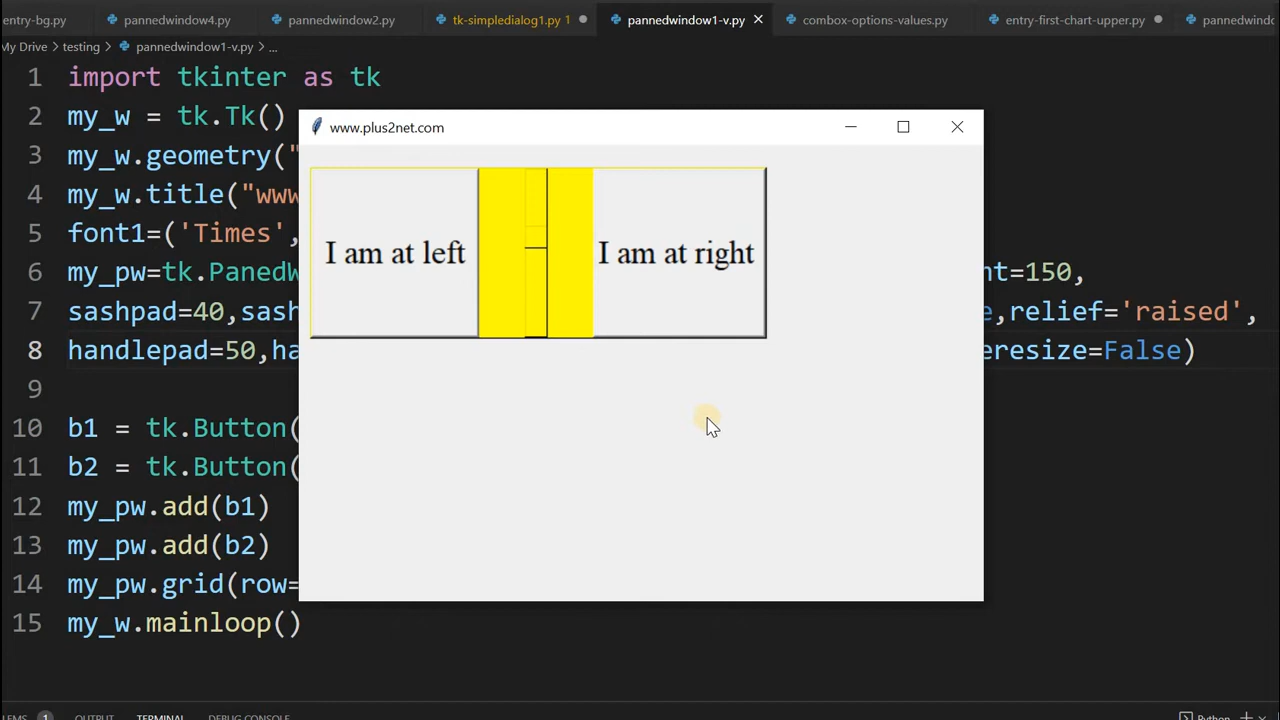 entry-bg.py pannedwindow4.py pannedwindow2.py tk-simpledialog1.py 1 pannedwindow1-v.py combox-options-values.py entry-first-chart-upper.py pannedwindo
My Drive > testing > pannedwindow1-v.py > ...
1 import tkinter as tk
2 my_w = tk.Tk()
www.plus2net.com
3 my_w.geometry("
4 my_w.title("www
5 font1=('Times',
I am at left I am at right
6 my_pw=tk.PanedW nt=150,
7 sashpad=40,sash e,relief='raised',
8 handlepad=50,ha eresize=False)
9
10 b1 = tk.Button(
11 b2 = tk.Button(
12 my_pw.add(b1)
13 my_pw.add(b2)
14 my_pw.grid(row=
15 my_w.mainloop()
LEMS 1 OUTPUT TERMINAL DEBUG CONSOLE Python